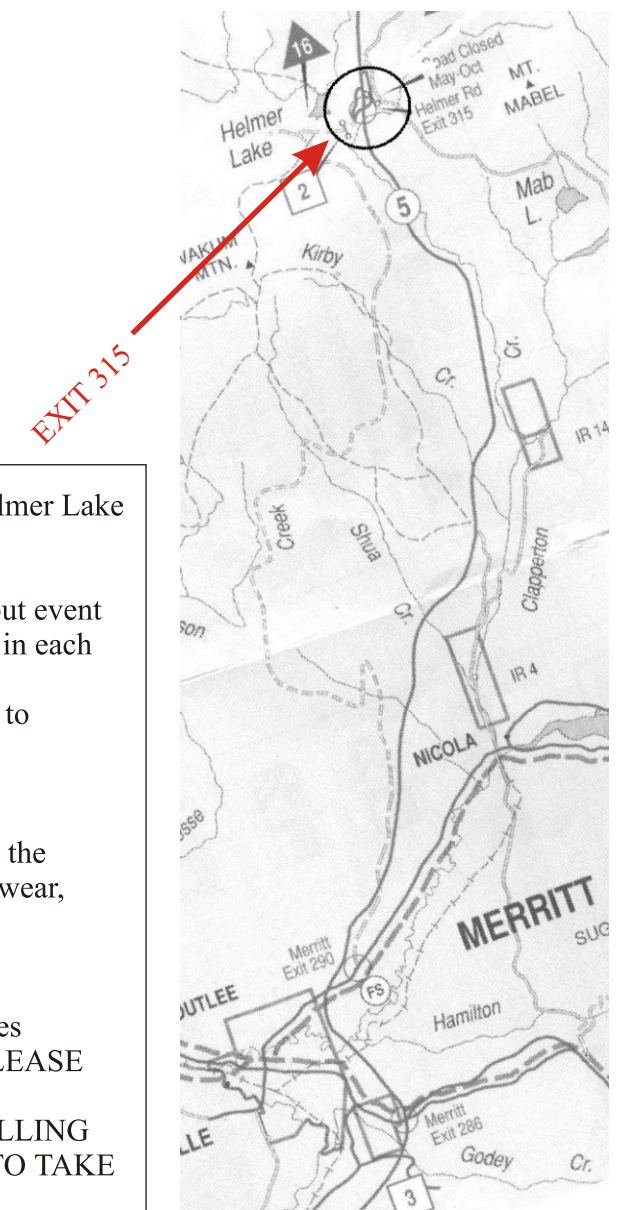 16
Road Closed
May-Oct
Helmer Rd
Exit 315
MT.
MABEL
Helmer
Lake
2
5
Mab
L.
MTN.
Kirby
EXIT 315
Cr.
Cr.
IR 14
lmer Lake
Creek
Shua
Clapperton
out event
in each
son
Cr.
IR 4
to
NICOLA
sse
the
wear,
MERRITT
SUG
Merritt
Exit 290
FS
OUTLEE
Hamilton
es
LEASE
LLING
TO TAKE
LLE
Merritt
Exit 286
Godey
Cr.
3